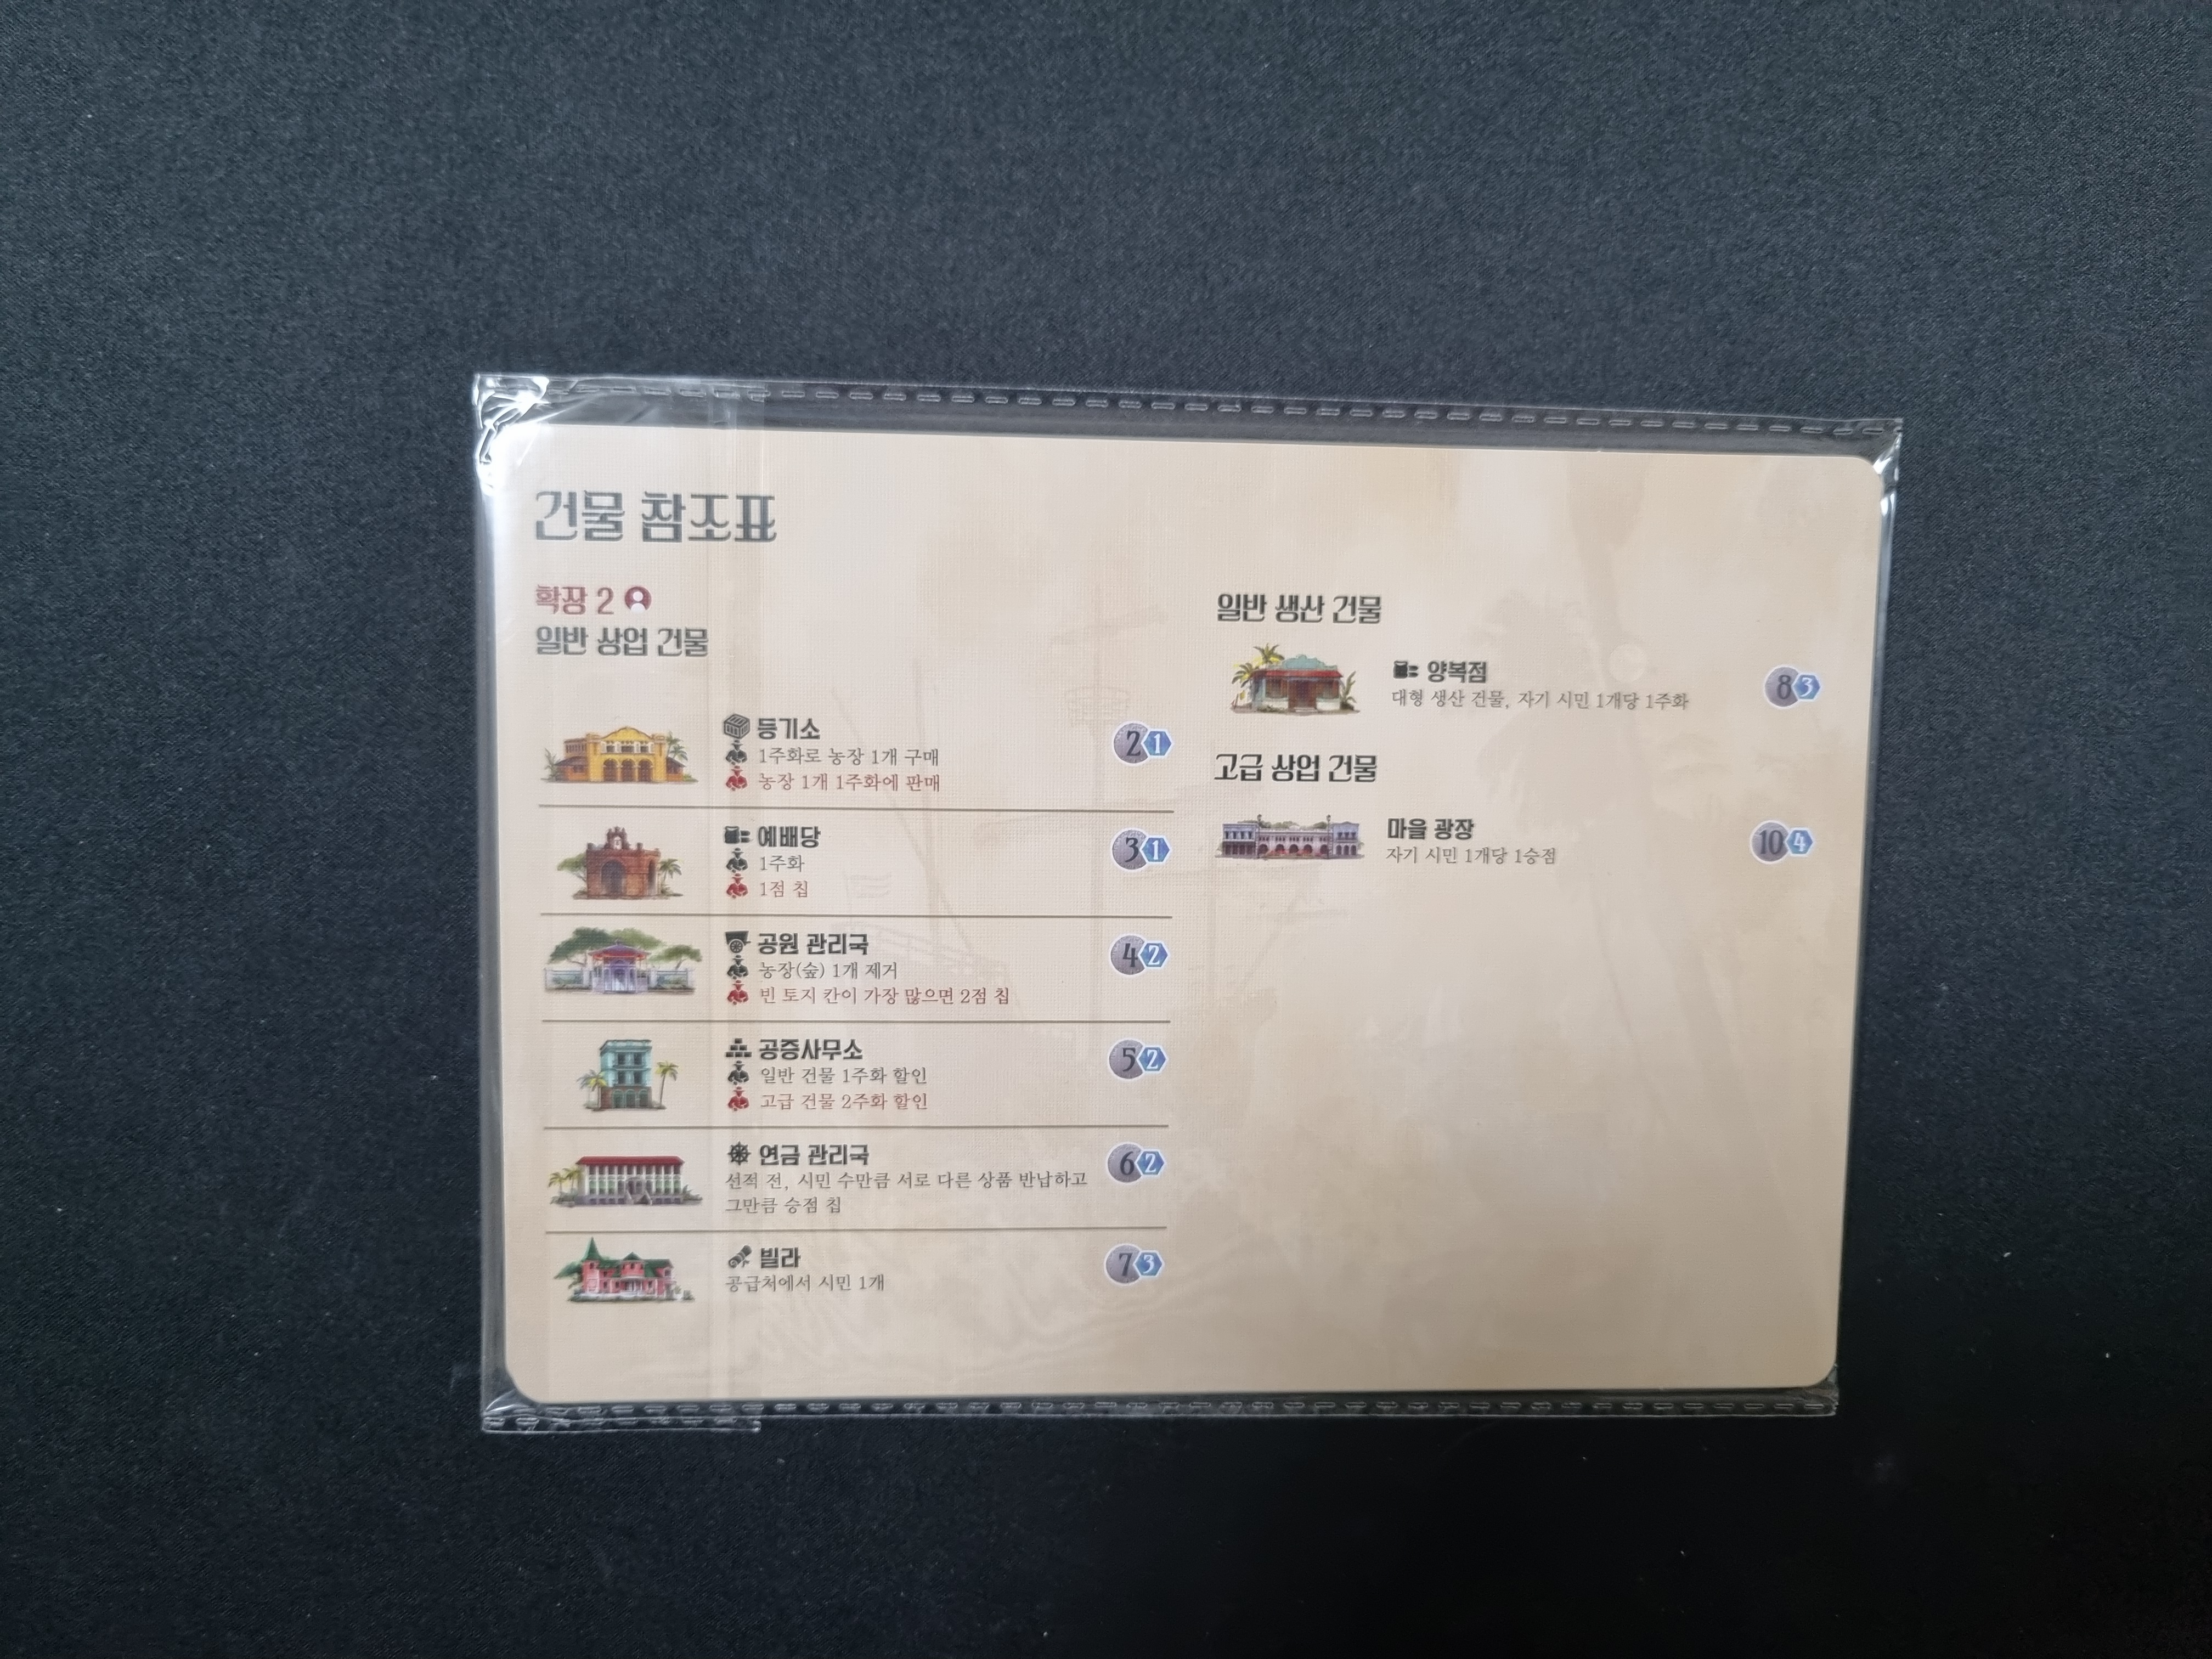 건물 참조표
확장 2
일반 상업 건물
등기소
1주화로 농장 1개 구매
농장 1개 1주화에 판매
2 1
예배당
1주화
1점 칩
3 1
공원 관리국
농장(숲) 1개 제거
빈 토지 칸이 가장 많으면 2점 칩
4 2
공증사무소
일반 건물 1주화 할인
고급 건물 2주화 할인
5 2
연금 관리국
선적 전, 시민 수만큼 서로 다른 상품 반납하고
그만큼 승점 칩
6 2
빌라
공급처에서 시민 1개
7 3
일반 생산 건물
양복점
대형 생산 건물, 자기 시민 1개당 1주화
8 3
고급 상업 건물
마을 광장
자기 시민 1개당 1승점
10 4